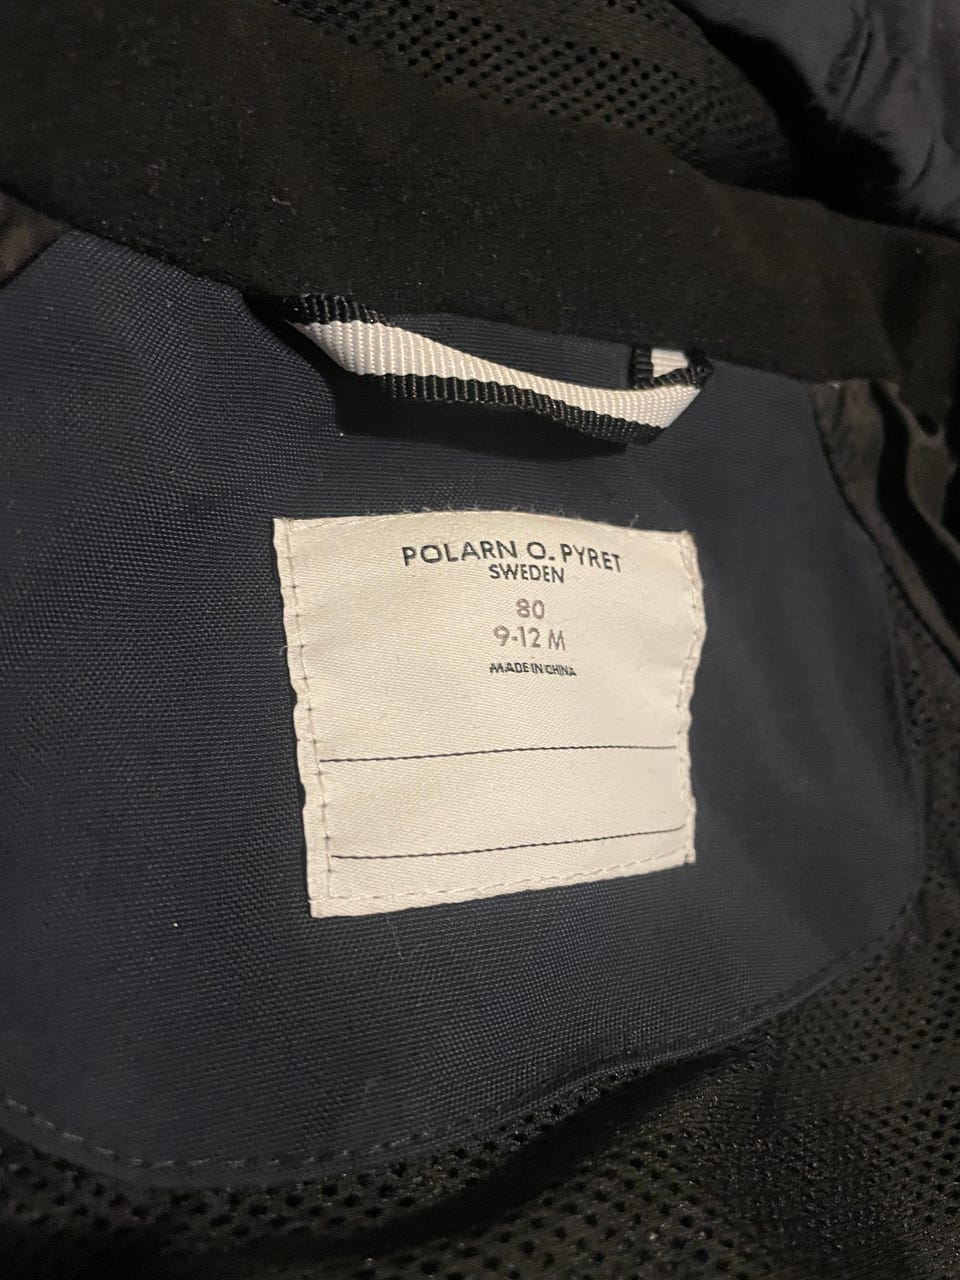 POLARN O. PYRET
SWEDEN
80
9-12 M
MADE IN CHINA